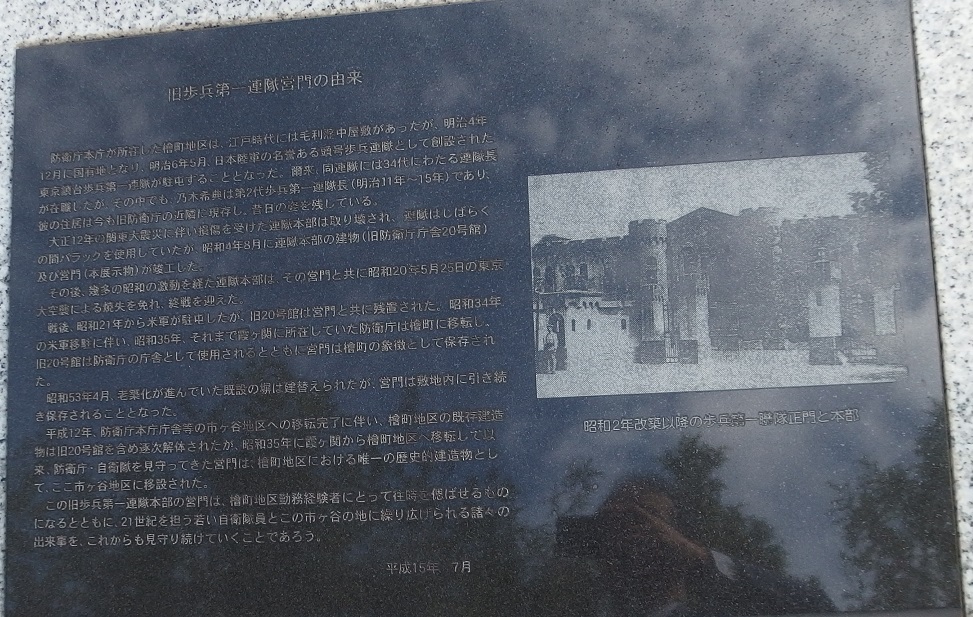 旧歩兵第一連隊営門の由来
防衛庁本庁が所在した檜町地区は、江戸時代には毛利藩中屋敷があったが、明治4年
12月に国有地となり、明治6年5月、日本陸軍の名誉ある頭号歩兵連隊として創設された
東京鎮台歩兵第一連隊が駐屯することとなった。爾来、同連隊には34代にわたる連隊長
が在職したが、その中でも、乃木希典は第2代歩兵第一連隊長(明治11年~15年)であり、
彼の住居は今も旧防衛庁の近隣に現存し、昔日の姿を残している。
大正12年の関東大震災に伴い損傷を受けた連隊本部は取り壊され、連隊はしばらく
の間バラックを使用していたが、昭和4年8月に連隊本部の建物(旧防衛庁庁舎20号館)
及び営門(本展示物)が竣工した。
その後、幾多の昭和の激動を経た連隊本部は、その営門と共に昭和20年5月25日の東京
大空襲による焼失を免れ、終戦を迎えた。
戦後、昭和21年から米軍が駐屯したが、旧20号館は営門と共に残置された。昭和34年、
の米軍移動に伴い、昭和35年、それまで霞ヶ関に所在していた防衛庁は檜町に移転し、
旧20号館は防衛庁の庁舎として使用されるとともに営門は檜町の象徴として保存され
た。
昭和53年4月、老築化が進んでいた既設の塀は建替えられたが、営門は敷地内に引き続
き保存されることとなった。
平成12年、防衛庁本庁庁舎等の市ヶ谷地区への移転完了に伴い、檜町地区の既存建造
物は旧20号館を含め逐次解体されたが、昭和35年に霞ヶ関から檜町地区へ移転して以
来、防衛庁・自衛隊を見守ってきた営門は、檜町地区における唯一の歴史的建造物とし
て、ここ市ヶ谷地区に移設された。
この旧歩兵第一連隊本部の営門は、檜町地区勤務経験者にとって往時を偲ばせるもの
になるとともに、21世紀を担う若い自衛隊員とこの市ヶ谷の地に繰り広げられる諸々の
出来事を、これからも見守り続けていくことであろう。
平成15年 7月
昭和2年改築以降の歩兵第一聯隊正門と本部